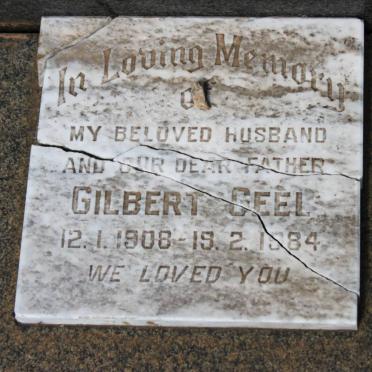 In Loving Memory
of
MY BELOVED HUSBAND
AND OUR DEAR FATHER
GILBERT GEEL
12.1.1908-19.2.1984
WE LOVED YOU